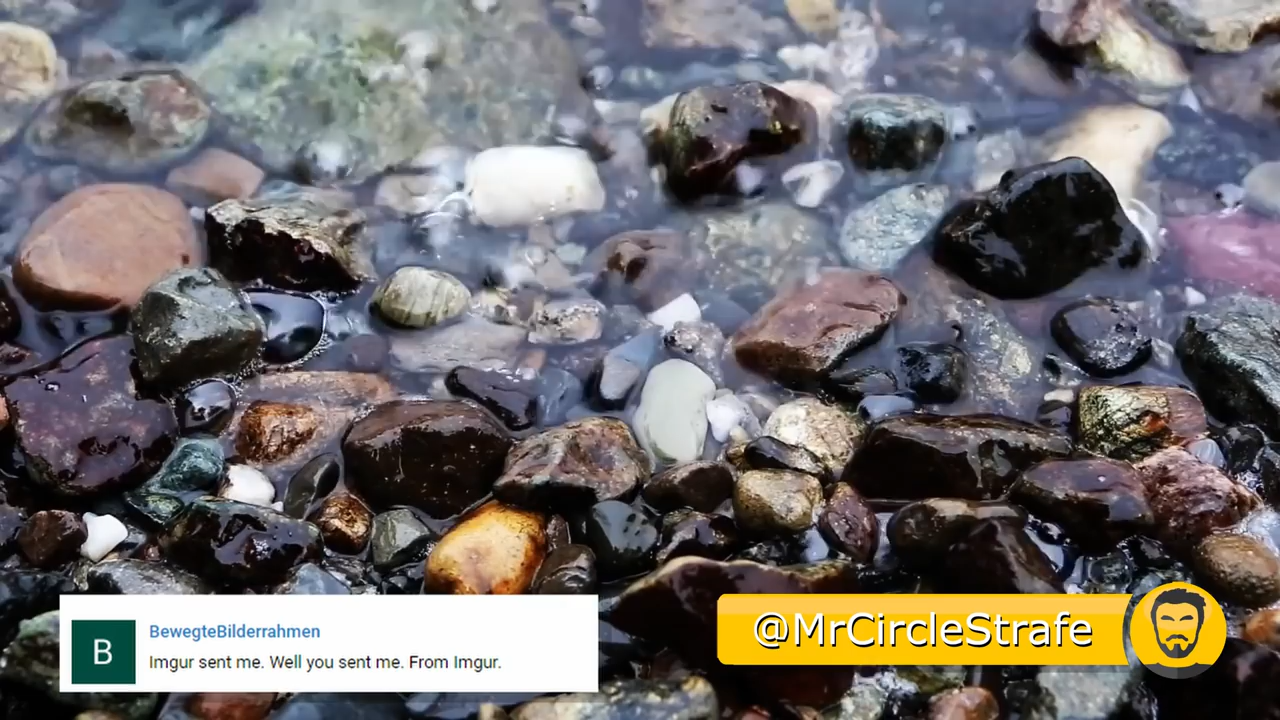 B
BewegteBilderrahmen
Imgur sent me. Well you sent me. From Imgur.
@MrCircleStrafe